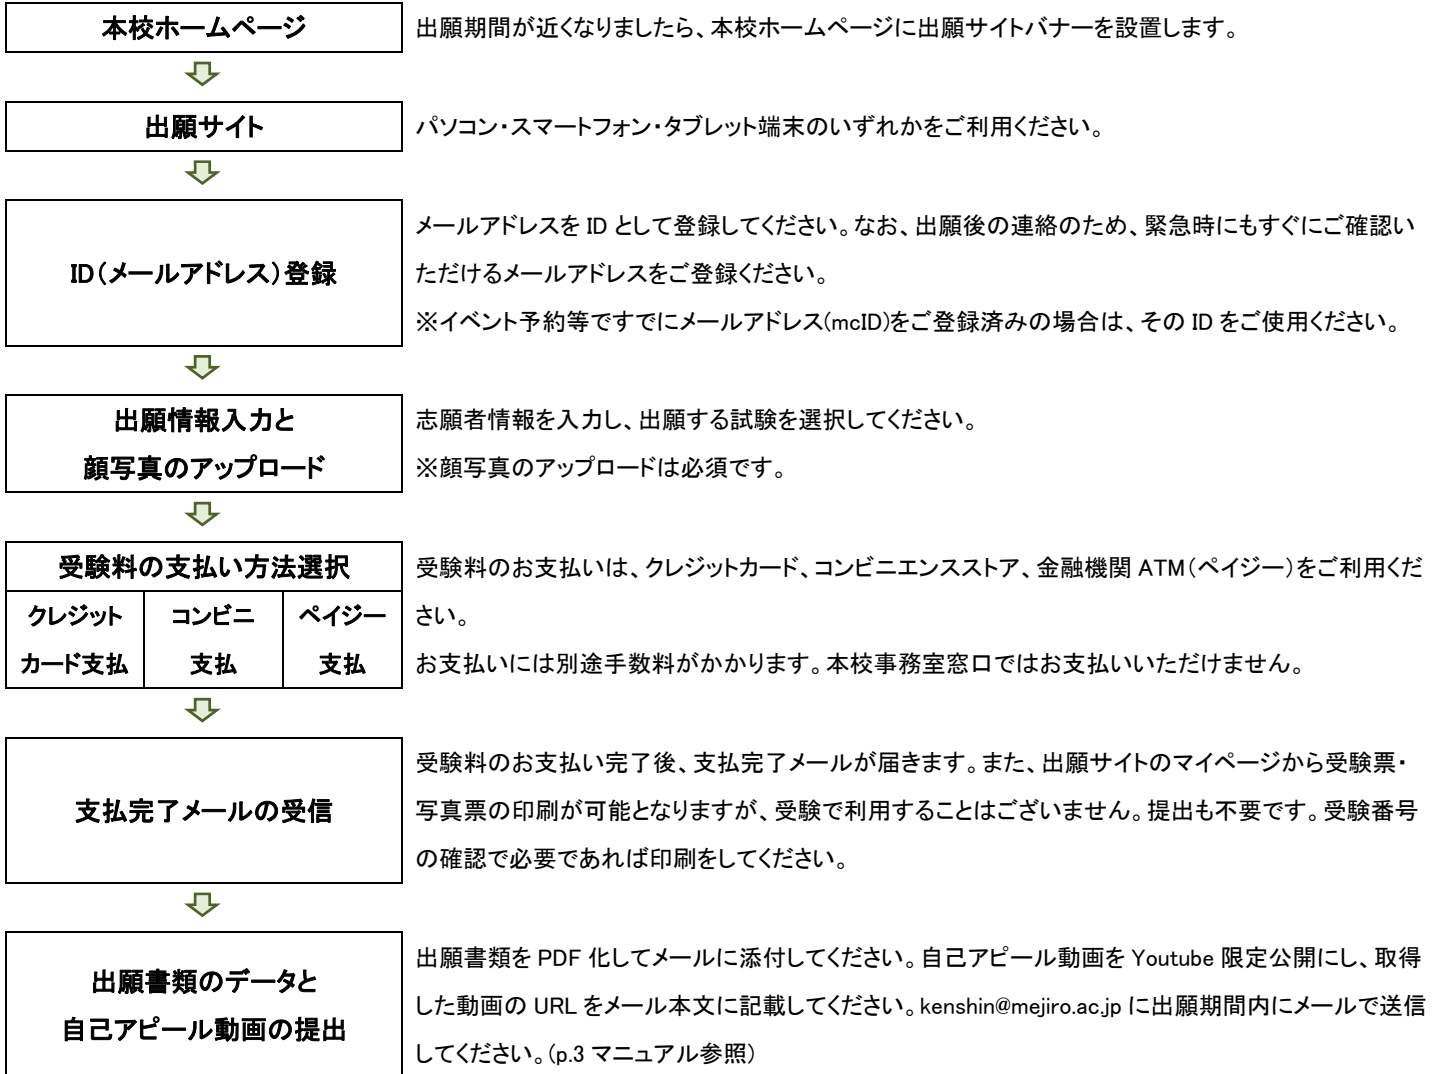 本校ホームページ
出願期間が近くなりましたら、本校ホームページに出願サイトバナーを設置します。
出願サイト
パソコン・スマートフォン・タブレット端末のいずれかをご利用ください。
ID（メールアドレス）登録
メールアドレスを ID として登録してください。なお、出願後の連絡のため、緊急時にもすぐにご確認い
ただけるメールアドレスをご登録ください。
※イベント予約等ですでにメールアドレス(mcID)をご登録済みの場合は、その ID をご使用ください。
出願情報入力と
顔写真のアップロード
志願者情報を入力し、出願する試験を選択してください。
※顔写真のアップロードは必須です。
受験料の支払い方法選択
クレジット
カード支払
コンビニ
支払
ペイジー
支払
受験料のお支払いは、クレジットカード、コンビニエンスストア、金融機関 ATM（ペイジー）をご利用くだ
さい。
お支払いには別途手数料がかかります。本校事務室窓口ではお支払いいただけません。
支払完了メールの受信
受験料のお支払い完了後、支払完了メールが届きます。また、出願サイトのマイページから受験票・
写真票の印刷が可能となりますが、受験で利用することはございません。提出も不要です。受験番号
の確認で必要であれば印刷をしてください。
出願書類のデータと
自己アピール動画の提出
出願書類を PDF 化してメールに添付してください。自己アピール動画を Youtube 限定公開にし、取得
した動画の URL をメール本文に記載してください。kenshin@mejiro.ac.jp に出願期間内にメールで送信
してください。(p.3 マニュアル参照)